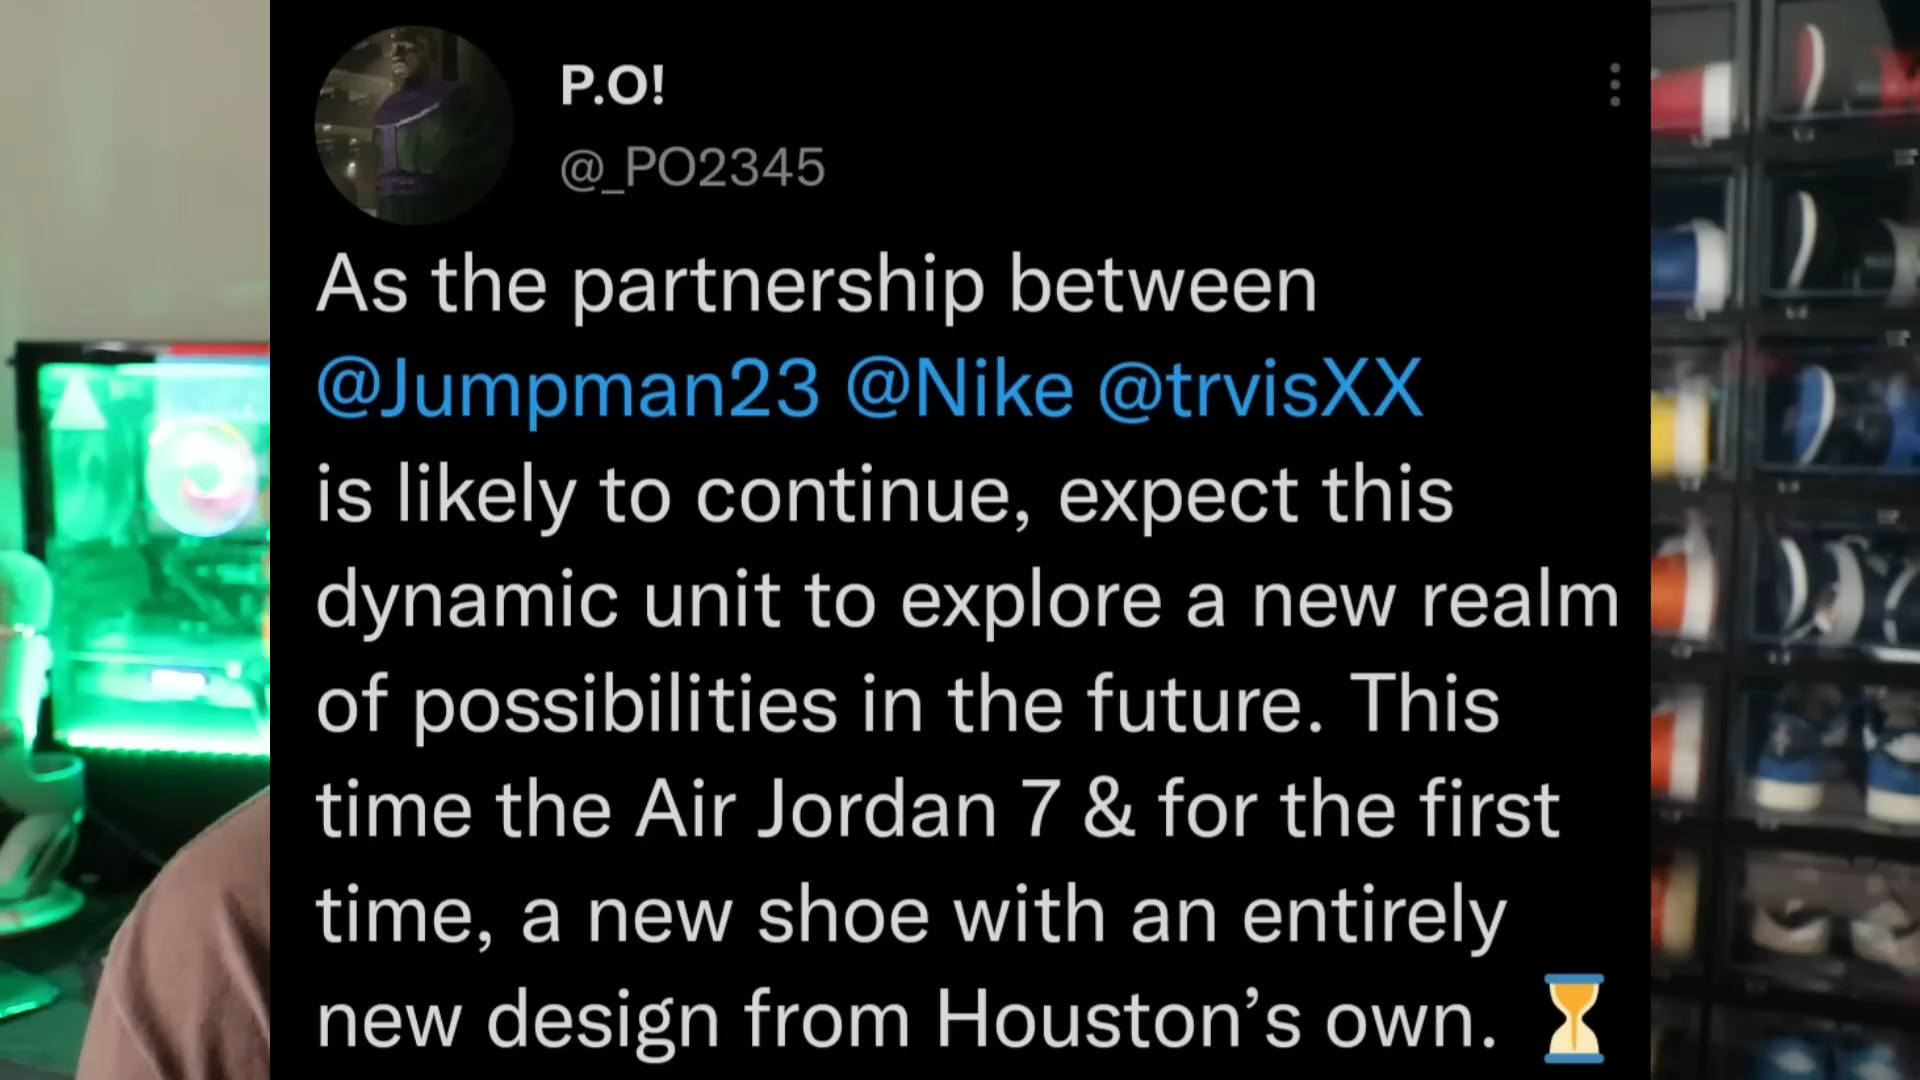 P.O!
@_PO2345
As the partnership between
@Jumpman23 @Nike @trvisXX
is likely to continue, expect this
dynamic unit to explore a new realm
of possibilities in the future. This
time the Air Jordan 7 & for the first
time, a new shoe with an entirely
new design from Houston’s own. ⏳